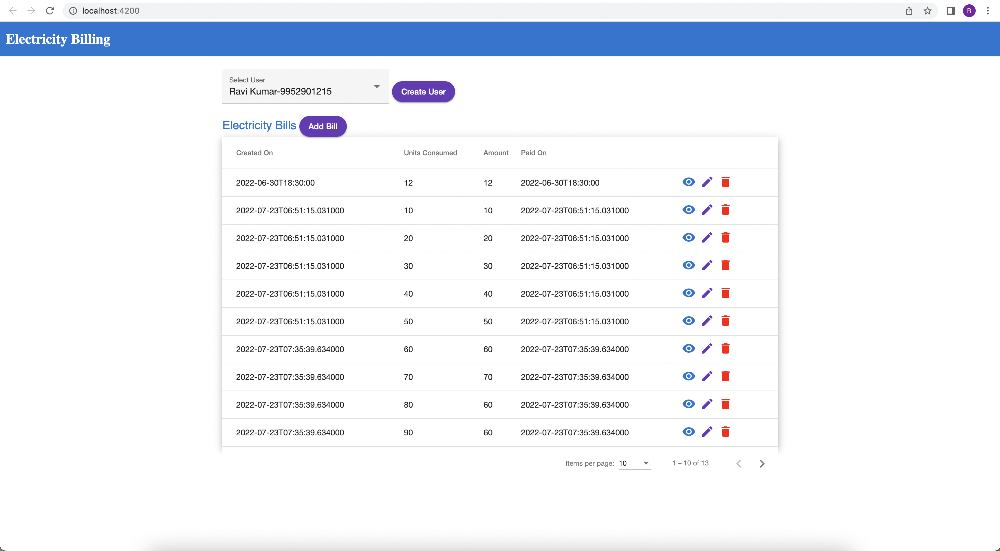 localhost:4200
R
Electricity Billing
Select User
Ravi Kumar-9952901215
Create User
Electricity Bills Add Bill
Created On Units Consumed Amount Paid On
2022-06-30T18:30:00 12 12 2022-06-30T18:30:00
2022-07-23T06:51:15.031000 10 10 2022-07-23T06:51:15.031000
2022-07-23T06:51:15.031000 20 20 2022-07-23T06:51:15.031000
2022-07-23T06:51:15.031000 30 30 2022-07-23T06:51:15.031000
2022-07-23T06:51:15.031000 40 40 2022-07-23T06:51:15.031000
2022-07-23T06:51:15.031000 50 50 2022-07-23T06:51:15.031000
2022-07-23T07:35:39.634000 60 60 2022-07-23T07:35:39.634000
2022-07-23T07:35:39.634000 70 70 2022-07-23T07:35:39.634000
2022-07-23T07:35:39.634000 80 60 2022-07-23T07:35:39.634000
2022-07-23T07:35:39.634000 90 60 2022-07-23T07:35:39.634000
Items per page: 10 1 – 10 of 13